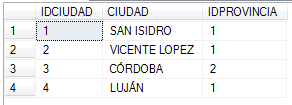 IDCIUDAD CIUDAD IDPROVINCIA
1 1 SAN ISIDRO 1
2 2 VICENTE LOPEZ 1
3 3 CÓRDOBA 2
4 4 LUJÁN 1